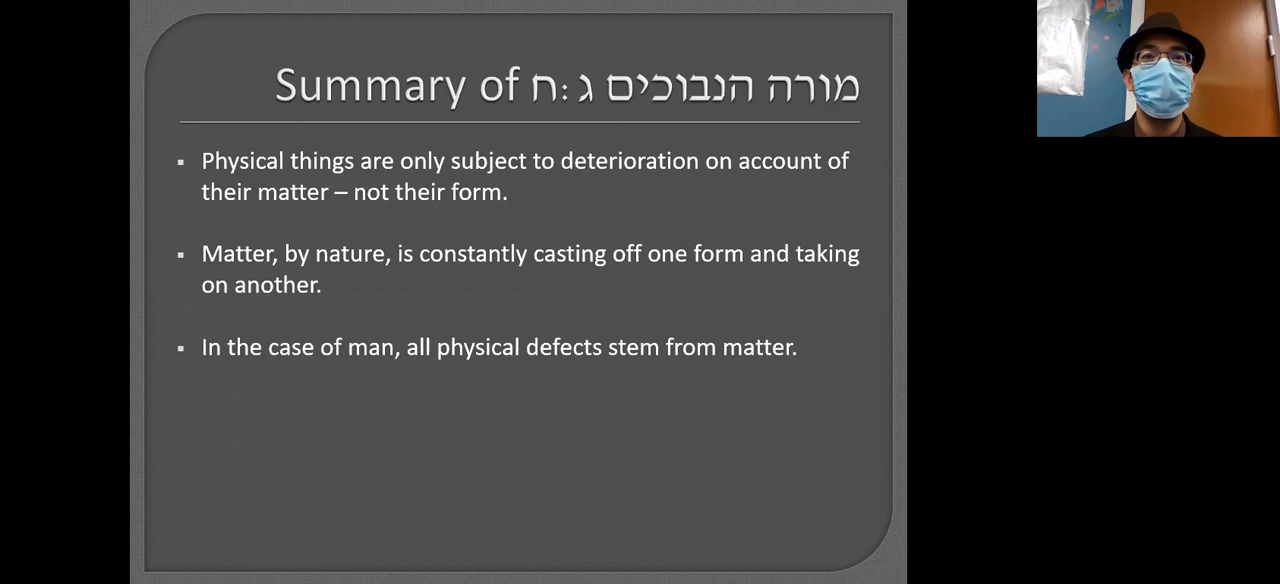 Summary of מורה הנבוכים ג :ח
▪ Physical things are only subject to deterioration on account of
their matter – not their form.
▪ Matter, by nature, is constantly casting off one form and taking
on another.
▪ In the case of man, all physical defects stem from matter.